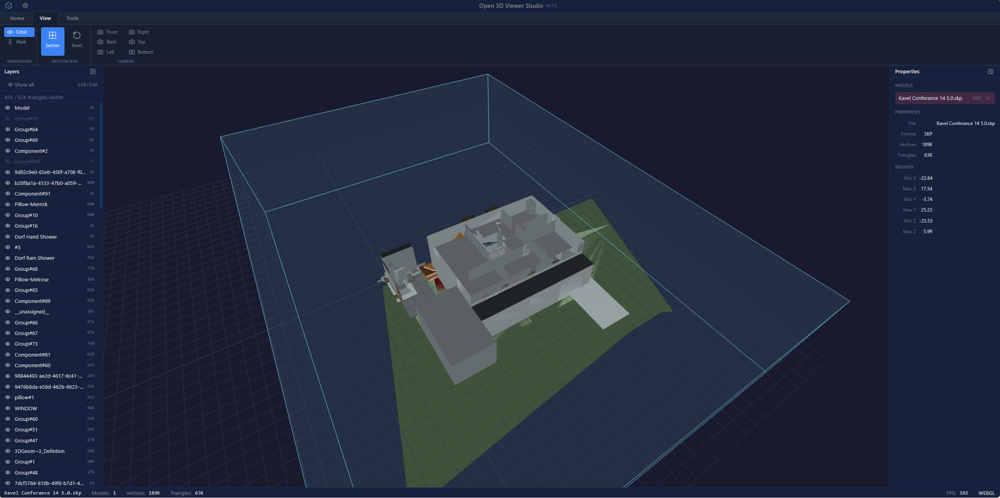 Open 3D Viewer Studio v0.1.0
Home View Tools
Orbit
Walk
NAVIGATION
Section
Reset
SECTION BOX
Front Right
Back Top
Left Bottom
CAMERA
Layers
Show all 128/130
45K / 63K triangles visible
Model 2K
Group#12 16K
Group#64 3K
Group#69 6K
Component#2 4K
Group#287 2K
9d02c9e0-65eb-450f-a708-f0... 1K
b20f8a1a-4133-47b0-a059-... 980
Component#91 2K
Pillow-Merrick 800
Group#10 800
Group#16 2K
Dorf Hand Shower 1K
#5 865
Dorf Rain Shower 764
Group#68 778
Pillow-Melrose 388
Group#65 518
Component#89 299
__unassigned__ 303
Group#66 476
Group#67 476
Group#73 760
Component#81 628
Component#60 192
98844493-ae2d-4617-8c41-... 156
9476b8da-e58d-462b-8623-... 156
pillow#1 152
WINDOW 488
Group#60 318
Group#51 292
Group#47 270
3DGeom~3_Defintion 168
Group#1 204
Group#48 176
7dcf5784-810b-49f8-b7d1-4... 52
Properties
MODELS
Kavel Conferance 14 5.0.skp SKP ×
PROPERTIES
File Kavel Conferance 14 5.0.skp
Format SKP
Vertices 189K
Triangles 63K
BOUNDS
Min X -22.64
Max X 17.54
Min Y -3.74
Max Y 25.23
Min Z -23.53
Max Z 5.99
Kavel Conferance 14 5.0.skp Models: 1 Vertices: 189K Triangles: 63K FPS: 182 WEBGL